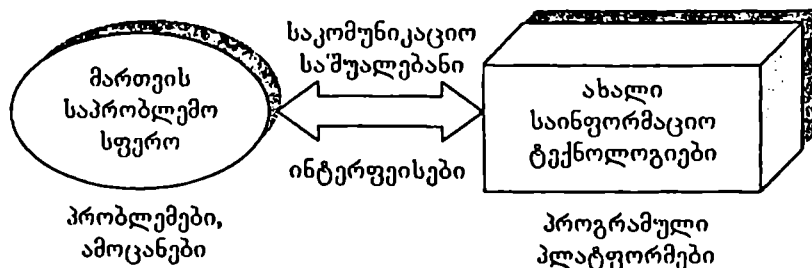 მართვის
საპრობლემო
სფერო
პრობლემები,
ამოცანები
საკომუნიკაციო
საშუალებანი
ინტერფეისები
ახალი
საინფორმაციო
ტექნოლოგიები
პროგრამული
პლატფორმები